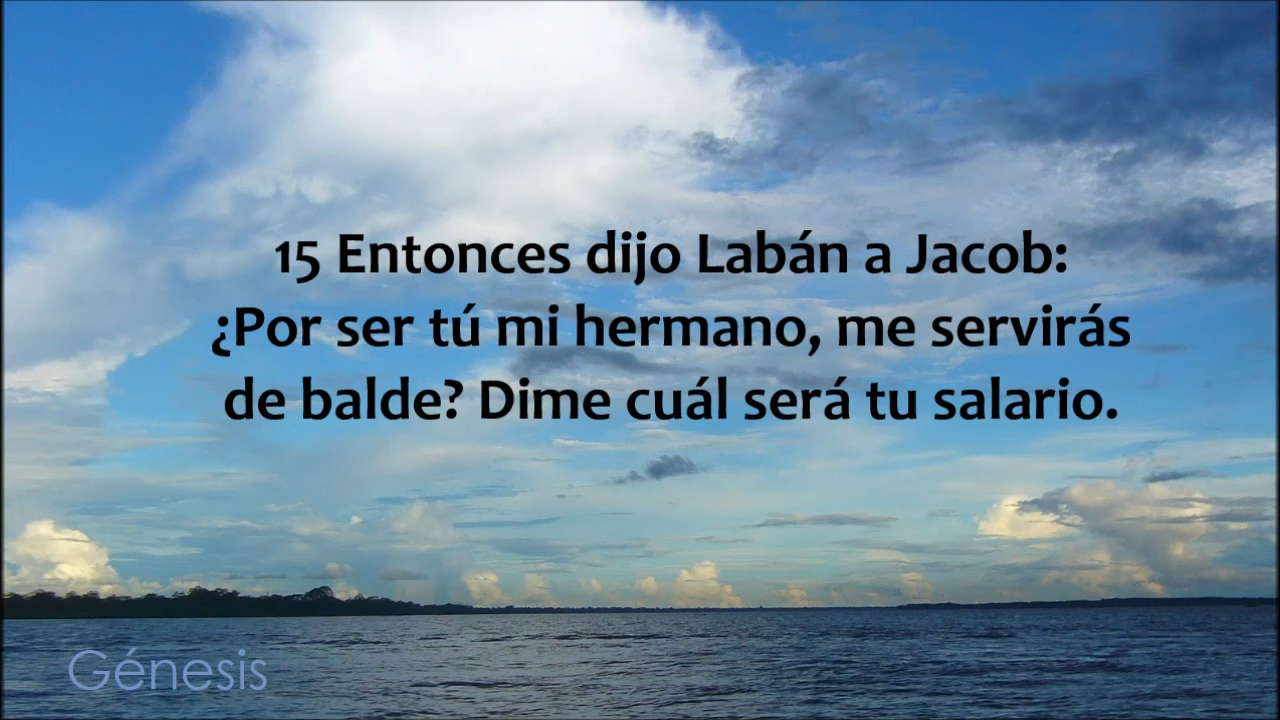 15 Entonces dijo Labán a Jacob:
¿Por ser tú mi hermano, me servirás
de balde? Dime cuál será tu salario.
Génesis